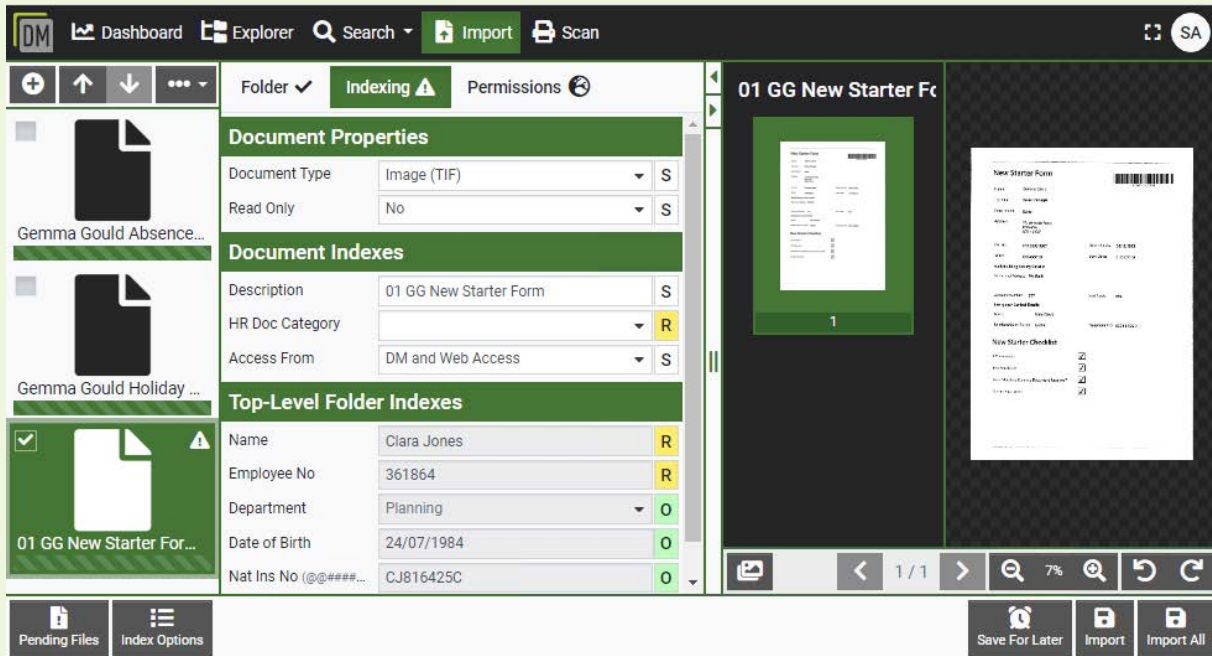 DM Dashboard Explorer Search Import Scan SA
Folder Indexing Permissions
Gemma Gould Absence...
Gemma Gould Holiday ...
01 GG New Starter For...
Document Properties
Document Type Image (TIF) S
Read Only No S
Document Indexes
Description 01 GG New Starter Form S
HR Doc Category R
Access From DM and Web Access S
Top-Level Folder Indexes
Name Clara Jones R
Employee No 361864 R
Department Planning O
Date of Birth 24/07/1984 O
Nat Ins No (@@####... CJ816425C O
01 GG New Starter Fo
1
New Starter Form
New Starter Checklist
1 / 1 7%
Pending Files Index Options Save For Later Import Import All